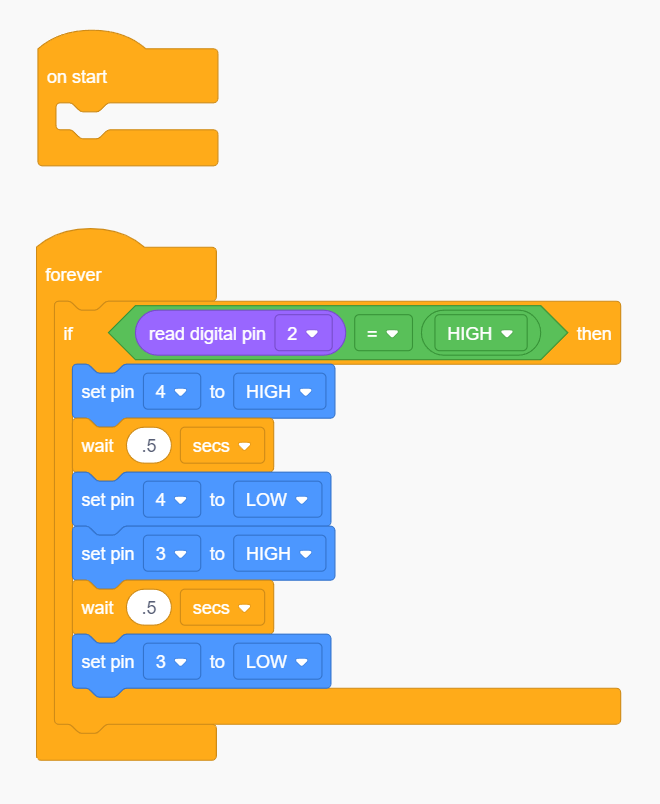 on start
forever
if read digital pin 2 = HIGH then
set pin 4 to HIGH
wait .5 secs
set pin 4 to LOW
set pin 3 to HIGH
wait .5 secs
set pin 3 to LOW